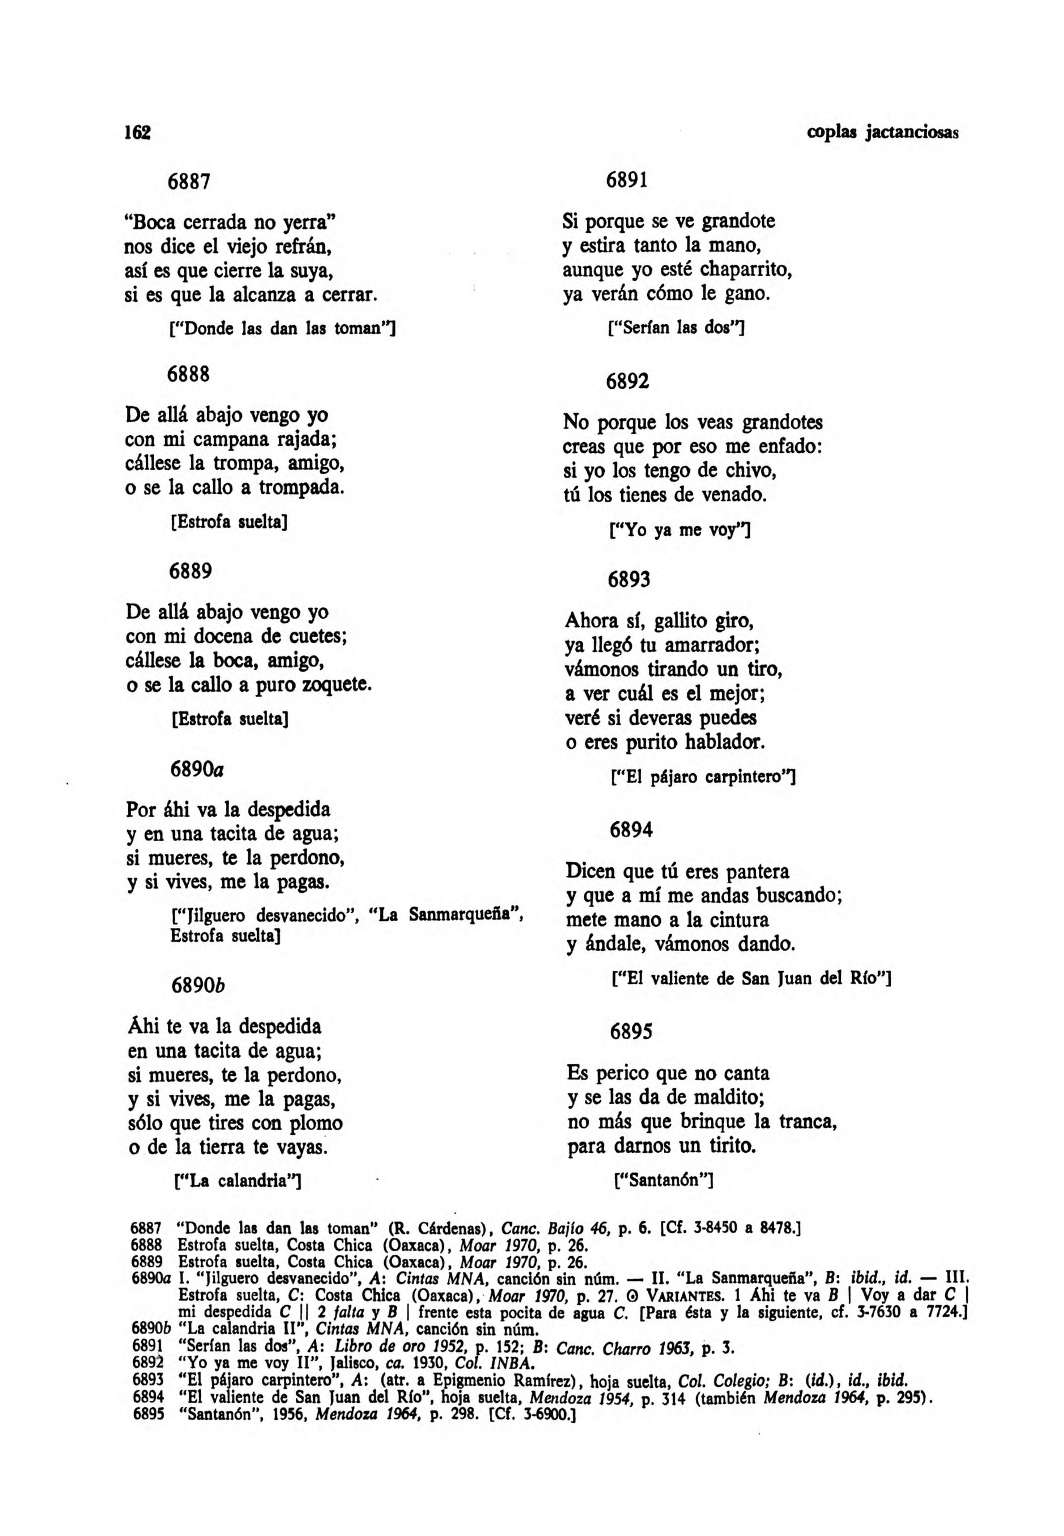 162
coplas jactanciosas
6887
“Boca cerrada no yerra”
nos dice el viejo refrán,
así es que cierre la suya,
si es que la alcanza a cerrar.
[“Donde las dan las toman”]
6888
De allá abajo vengo yo
con mi campana rajada;
cállese la trompa, amigo,
o se la callo a trompada.
[Estrofa suelta]
6889
De allá abajo vengo yo
con mi docena de cuetes;
cállese la boca, amigo,
o se la callo a puro zoquete.
[Estrofa suelta]
6890a
Por áhi va la despedida
y en una tacita de agua;
si mueres, te la perdono,
y si vives, me la pagas.
[“Jilguero desvanecido”, “La Sanmarqueña”,
Estrofa suelta]
6890b
Áhi te va la despedida
en una tacita de agua;
si mueres, te la perdono,
y si vives, me la pagas,
sólo que tires con plomo
o de la tierra te vayas.
[“La calandria”]
6891
Si porque se ve grandote
y estira tanto la mano,
aunque yo esté chaparrito,
ya verán cómo le gano.
[“Serían las dos”]
6892
No porque los veas grandotes
creas que por eso me enfado:
si yo los tengo de chivo,
tú los tienes de venado.
[“Yo ya me voy”]
6893
Ahora sí, gallito giro,
ya llegó tu amarrador;
vámonos tirando un tiro,
a ver cuál es el mejor;
veré si deveras puedes
o eres purito hablador.
[“El pájaro carpintero”]
6894
Dicen que tú eres pantera
y que a mí me andas buscando;
mete mano a la cintura
y ándale, vámonos dando.
[“El valiente de San Juan del Río”]
6895
Es perico que no canta
y se las da de maldito;
no más que brinque la tranca,
para darnos un tirito.
[“Santanón”]
6887 “Donde las dan las toman” (R. Cárdenas), Canc. Bajío 46, p. 6. [Cf. 3-8450 a 8478.]
6888 Estrofa suelta, Costa Chica (Oaxaca), Moar 1970, p. 26.
6889 Estrofa suelta, Costa Chica (Oaxaca), Moar 1970, p. 26.
6890a I. “Jilguero desvanecido”, A: Cintas MNA, canción sin núm. — II. “La Sanmarqueña”, B: ibid., id. — III.
Estrofa suelta, C: Costa Chica (Oaxaca), Moar 1970, p. 27. ⊙ VARIANTES. 1 Ahi te va B | Voy a dar C |
mi despedida C || 2 falta y B | frente esta pocita de agua C. [Para ésta y la siguiente, cf. 3-7630 a 7724.]
6890b “La calandria II”, Cintas MNA, canción sin núm.
6891 “Serían las dos”, A: Libro de oro 1952, p. 152; B: Canc. Charro 1963, p. 3.
6892 “Yo ya me voy II”, Jalisco, ca. 1930, Col. INBA.
6893 “El pájaro carpintero”, A: (atr. a Epigmenio Ramírez), hoja suelta, Col. Colegio; B: (id.), id., ibid.
6894 “El valiente de San Juan del Río”, hoja suelta, Mendoza 1954, p. 314 (también Mendoza 1964, p. 295).
6895 “Santanón”, 1956, Mendoza 1964, p. 298. [Cf. 3-6900.]